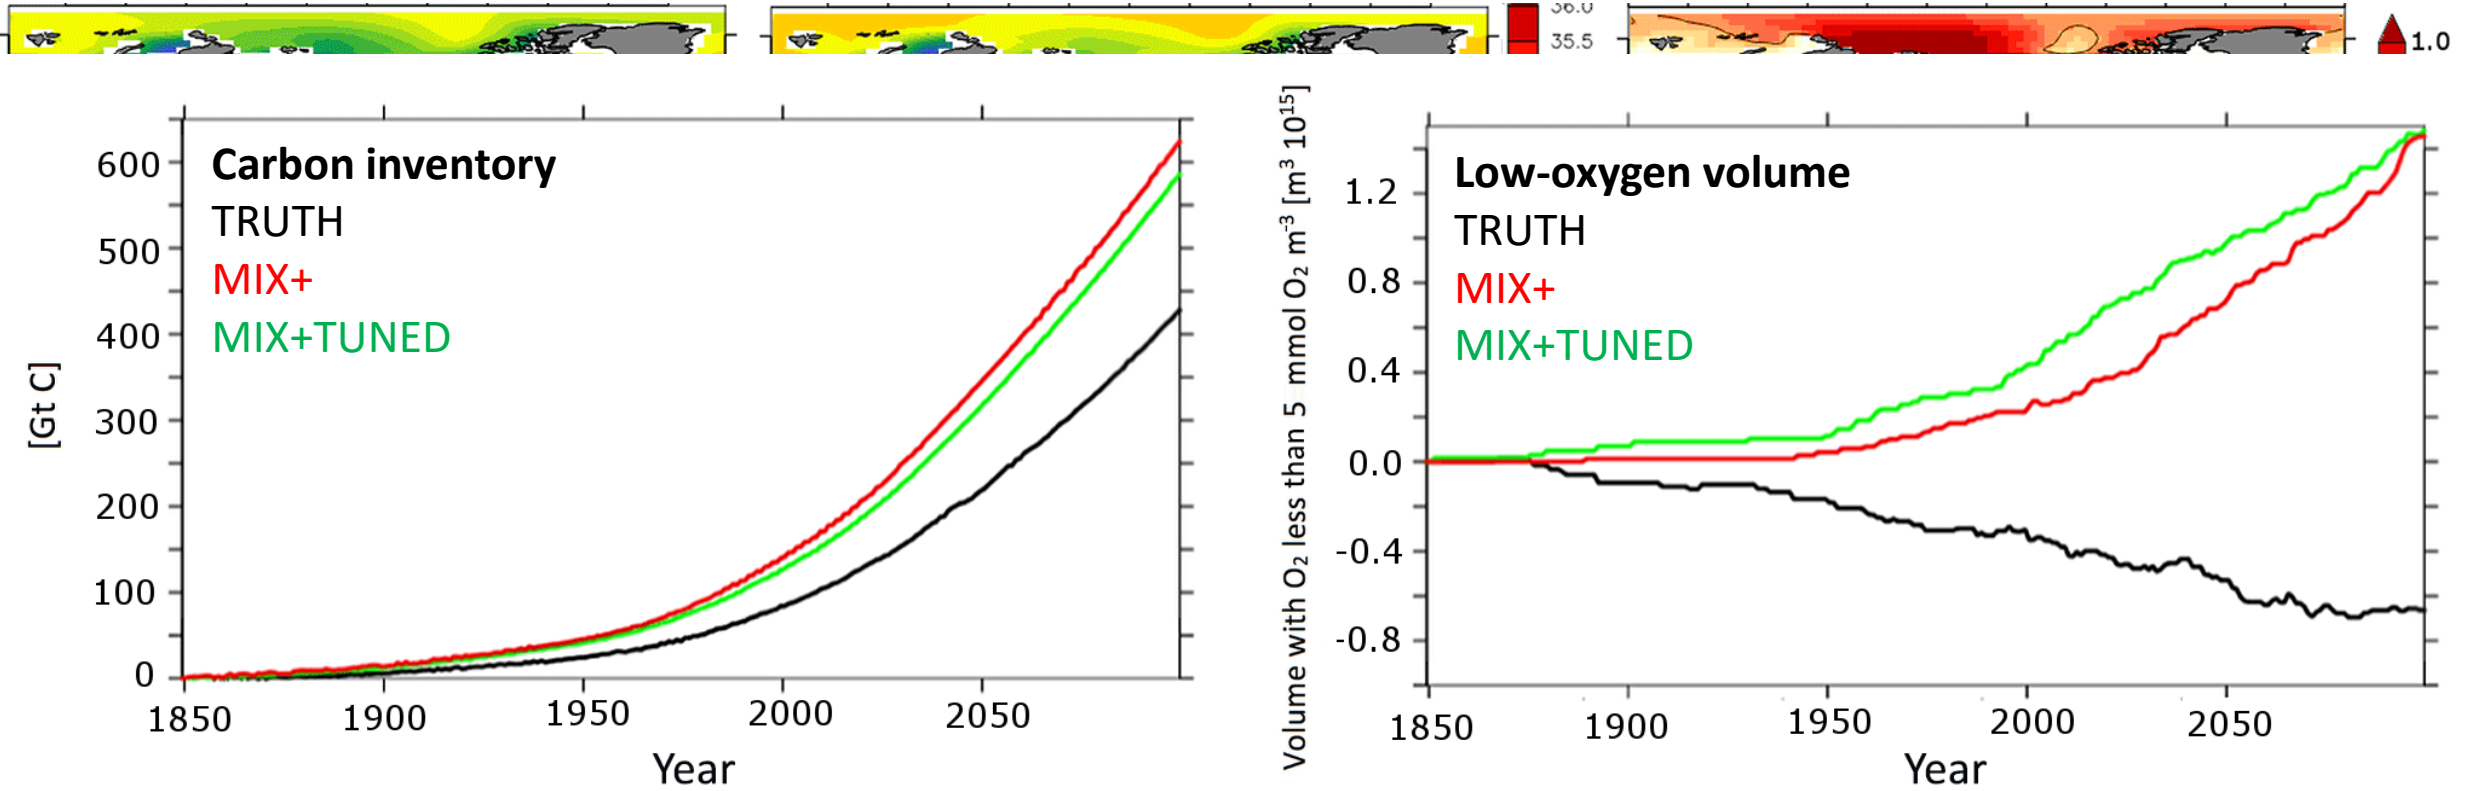 36.0
35.5
1.0
Carbon inventory
TRUTH
MIX+
MIX+TUNED
[Gt C]
600
500
400
300
200
100
0
1850
1900
1950
2000
2050
Year
Low-oxygen volume
TRUTH
MIX+
MIX+TUNED
Volume with O₂ less than 5 mmol O₂ m⁻³ [m³ 10¹⁵]
1.2
0.8
0.4
0.0
-0.4
-0.8
1850
1900
1950
2000
2050
Year